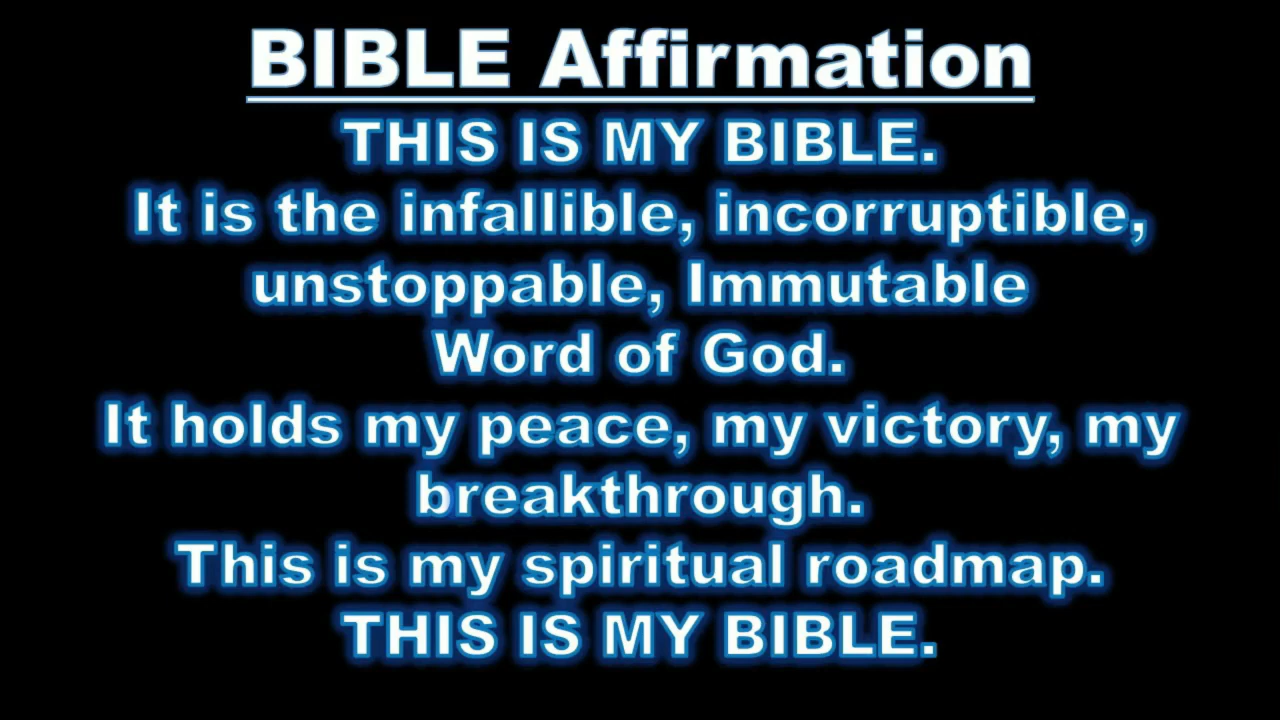 BIBLE Affirmation
THIS IS MY BIBLE.
It is the infallible, incorruptible,
unstoppable, Immutable
Word of God.
It holds my peace, my victory, my
breakthrough.
This is my spiritual roadmap.
THIS IS MY BIBLE.